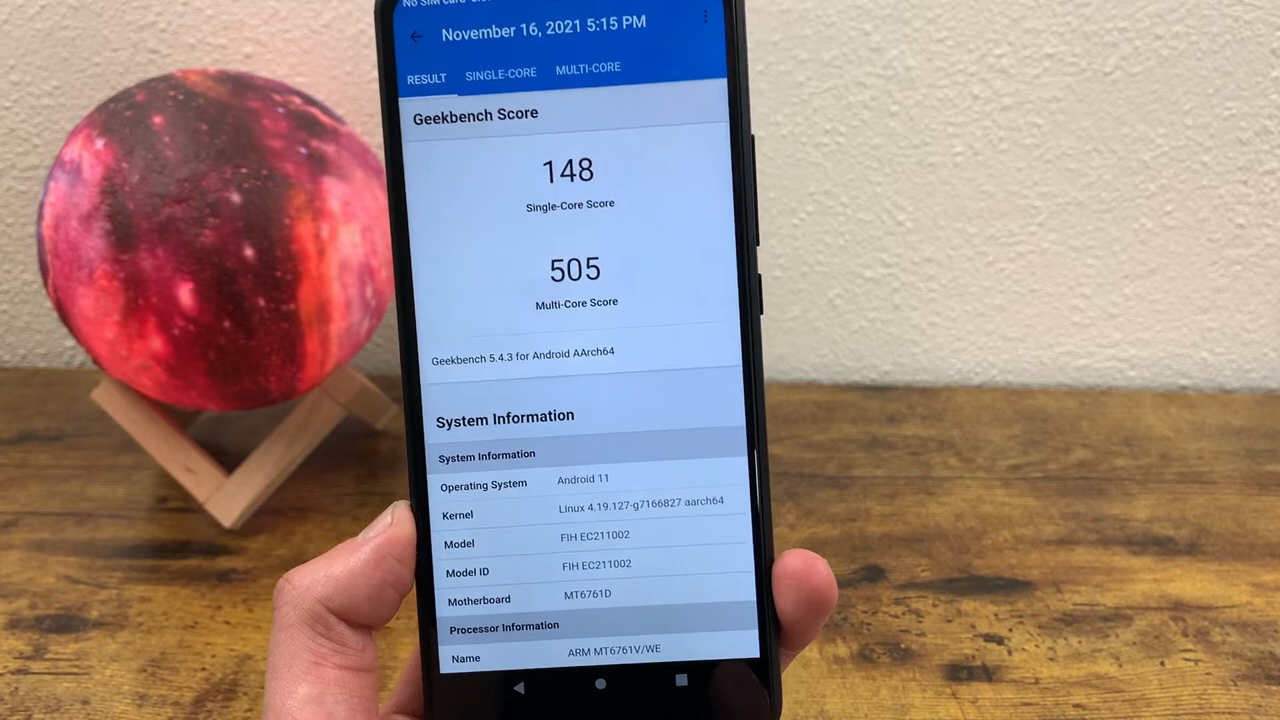 No SIM card
November 16, 2021 5:15 PM
RESULT SINGLE-CORE MULTI-CORE
Geekbench Score
148
Single-Core Score
505
Multi-Core Score
Geekbench 5.4.3 for Android AArch64
System Information
System Information
Operating System Android 11
Kernel Linux 4.19.127-g7166827 aarch64
Model FIH EC211002
Model ID FIH EC211002
Motherboard MT6761D
Processor Information
Name ARM MT6761V/WE